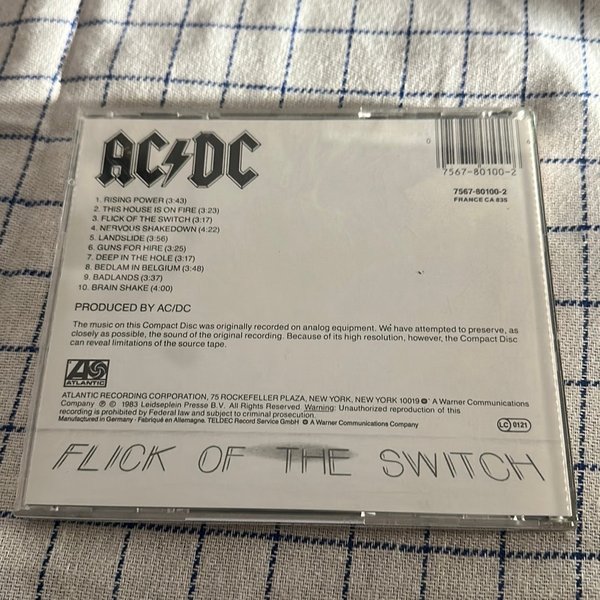 AC/DC
0
6
7567-80100-2
7567-80100-2
FRANCE CA 835
1. RISING POWER (3:43)
2. THIS HOUSE IS ON FIRE (3:23)
3. FLICK OF THE SWITCH (3:17)
4. NERVOUS SHAKEDOWN (4:22)
5. LANDSLIDE (3:56)
6. GUNS FOR HIRE (3:25)
7. DEEP IN THE HOLE (3:17)
8. BEDLAM IN BELGIUM (3:48)
9. BADLANDS (3:37)
10. BRAIN SHAKE (4:00)
PRODUCED BY AC/DC
The music on this Compact Disc was originally recorded on analog equipment. We have attempted to preserve, as
closely as possible, the sound of the original recording. Because of its high resolution, however, the Compact Disc
can reveal limitations of the source tape.
ATLANTIC
ATLANTIC RECORDING CORPORATION, 75 ROCKEFELLER PLAZA, NEW YORK, NEW YORK 10019 A Warner Communications
Company ℗ © 1983 Leidseplein Presse B.V. All Rights Reserved. Warning: Unauthorized reproduction of this
recording is prohibited by Federal law and subject to criminal prosecution.
Manufactured in Germany · Fabriqué en Allemagne. TELDEC Record Service GmbH A Warner Communications Company
LC 0121
FLICK OF THE SWITCH